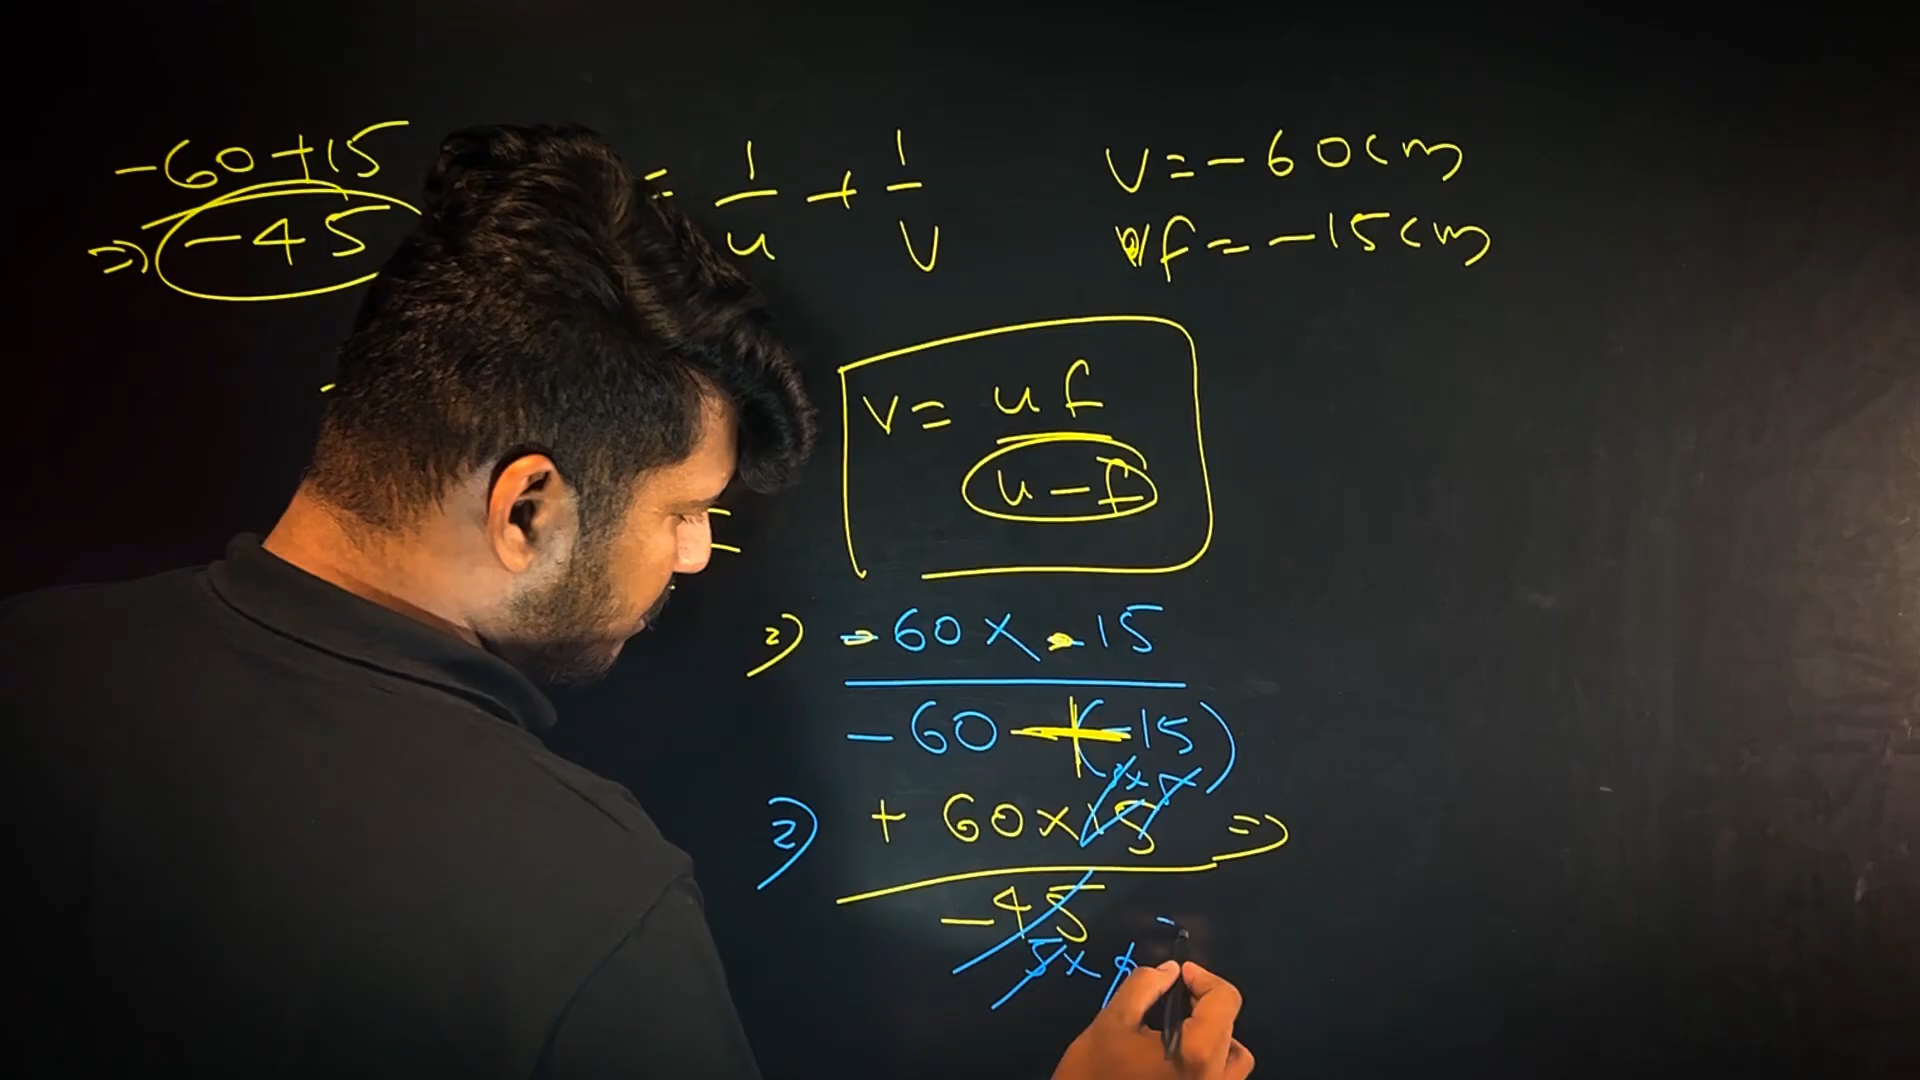 -60+15
⇒ -45
= 1/u + 1/v
v = -60cm
f = -15cm
v = uf
u - f
⇒ -60 x -15
-60 - (-15)
⇒ + 60 x 15 ⇒
-45